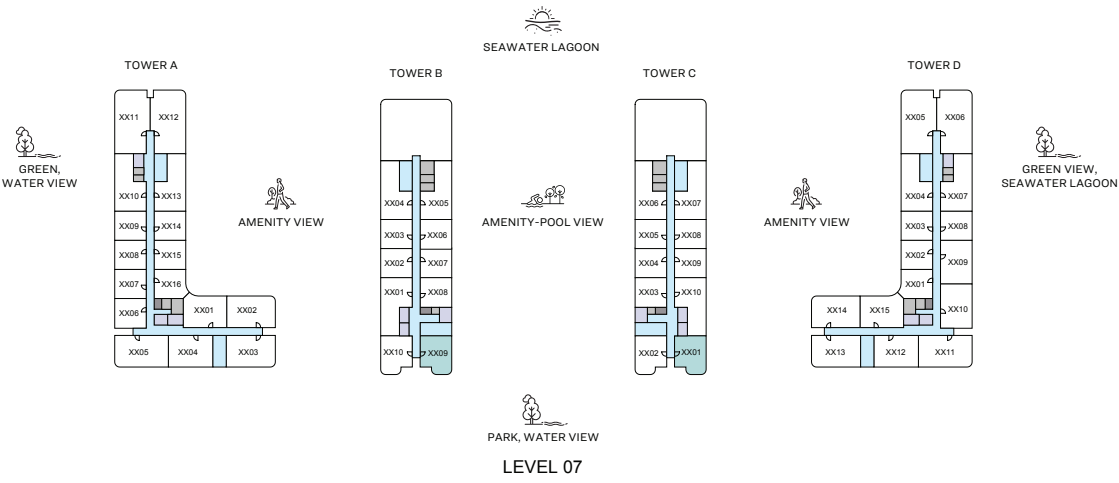 SEAWATER LAGOON
TOWER A
TOWER B
TOWER C
TOWER D
XX11 XX12
XX05 XX06
GREEN,
WATER VIEW
GREEN VIEW,
SEAWATER LAGOON
XX10 XX13
XX09 XX14
XX08 XX15
XX07 XX16
XX06
XX01 XX02
XX05 XX04 XX03
AMENITY VIEW
XX04 XX05
XX03 XX06
XX02 XX07
XX01 XX08
XX10 XX09
AMENITY-POOL VIEW
XX06 XX07
XX05 XX08
XX04 XX09
XX03 XX10
XX02 XX01
AMENITY VIEW
XX04 XX07
XX03 XX08
XX02 XX09
XX01
XX10
XX14 XX15
XX13 XX12 XX11
PARK, WATER VIEW
LEVEL 07